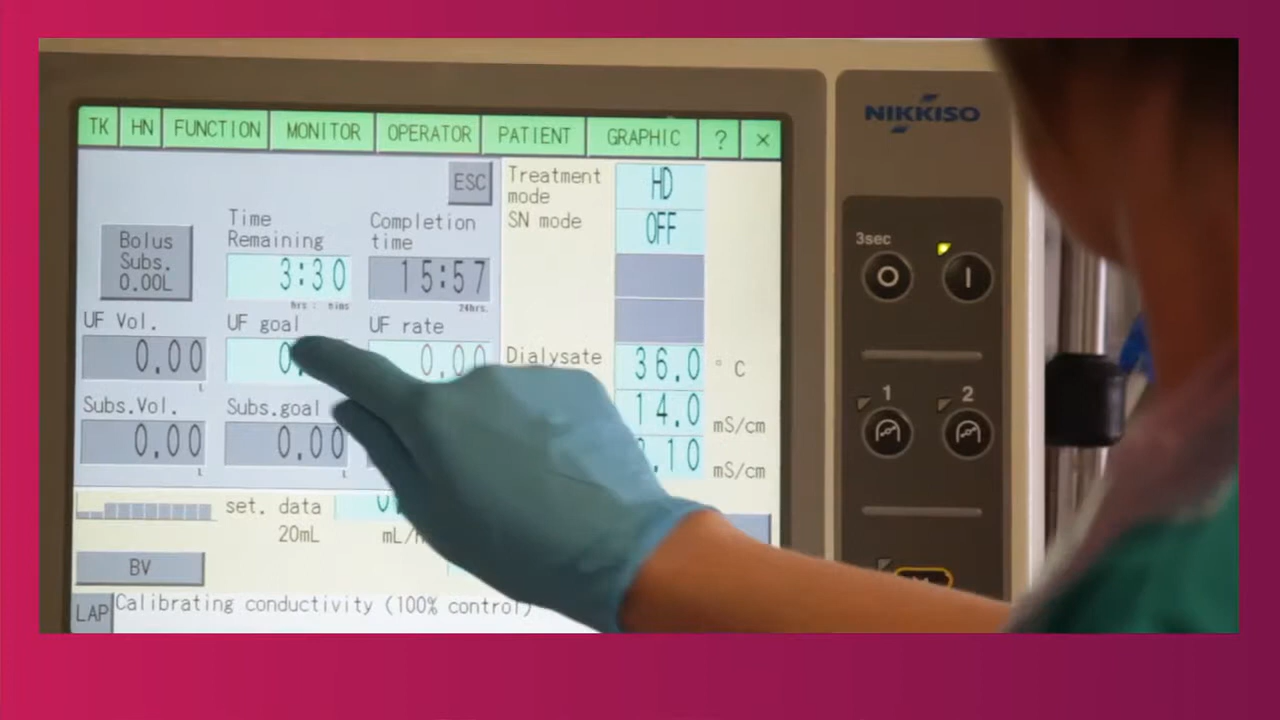 TK HN FUNCTION MONITOR OPERATOR PATIENT GRAPHIC ? ×
NIKKISO
ESC
Treatment
mode
HD
SN mode
OFF
Time
Remaining
3:30
hrs : mins
Completion
time
15:57
24hrs.
Bolus
Subs.
0.00L
3sec
UF Vol.
0.00
L
UF goal
UF rate
0.00
Dialysate
36.0 °C
14.0 mS/cm
.10 mS/cm
Subs.Vol.
0.00
L
Subs.goal
0.00
L
1 2
set. data
20mL
BV
LAP
Calibrating conductivity (100% control)